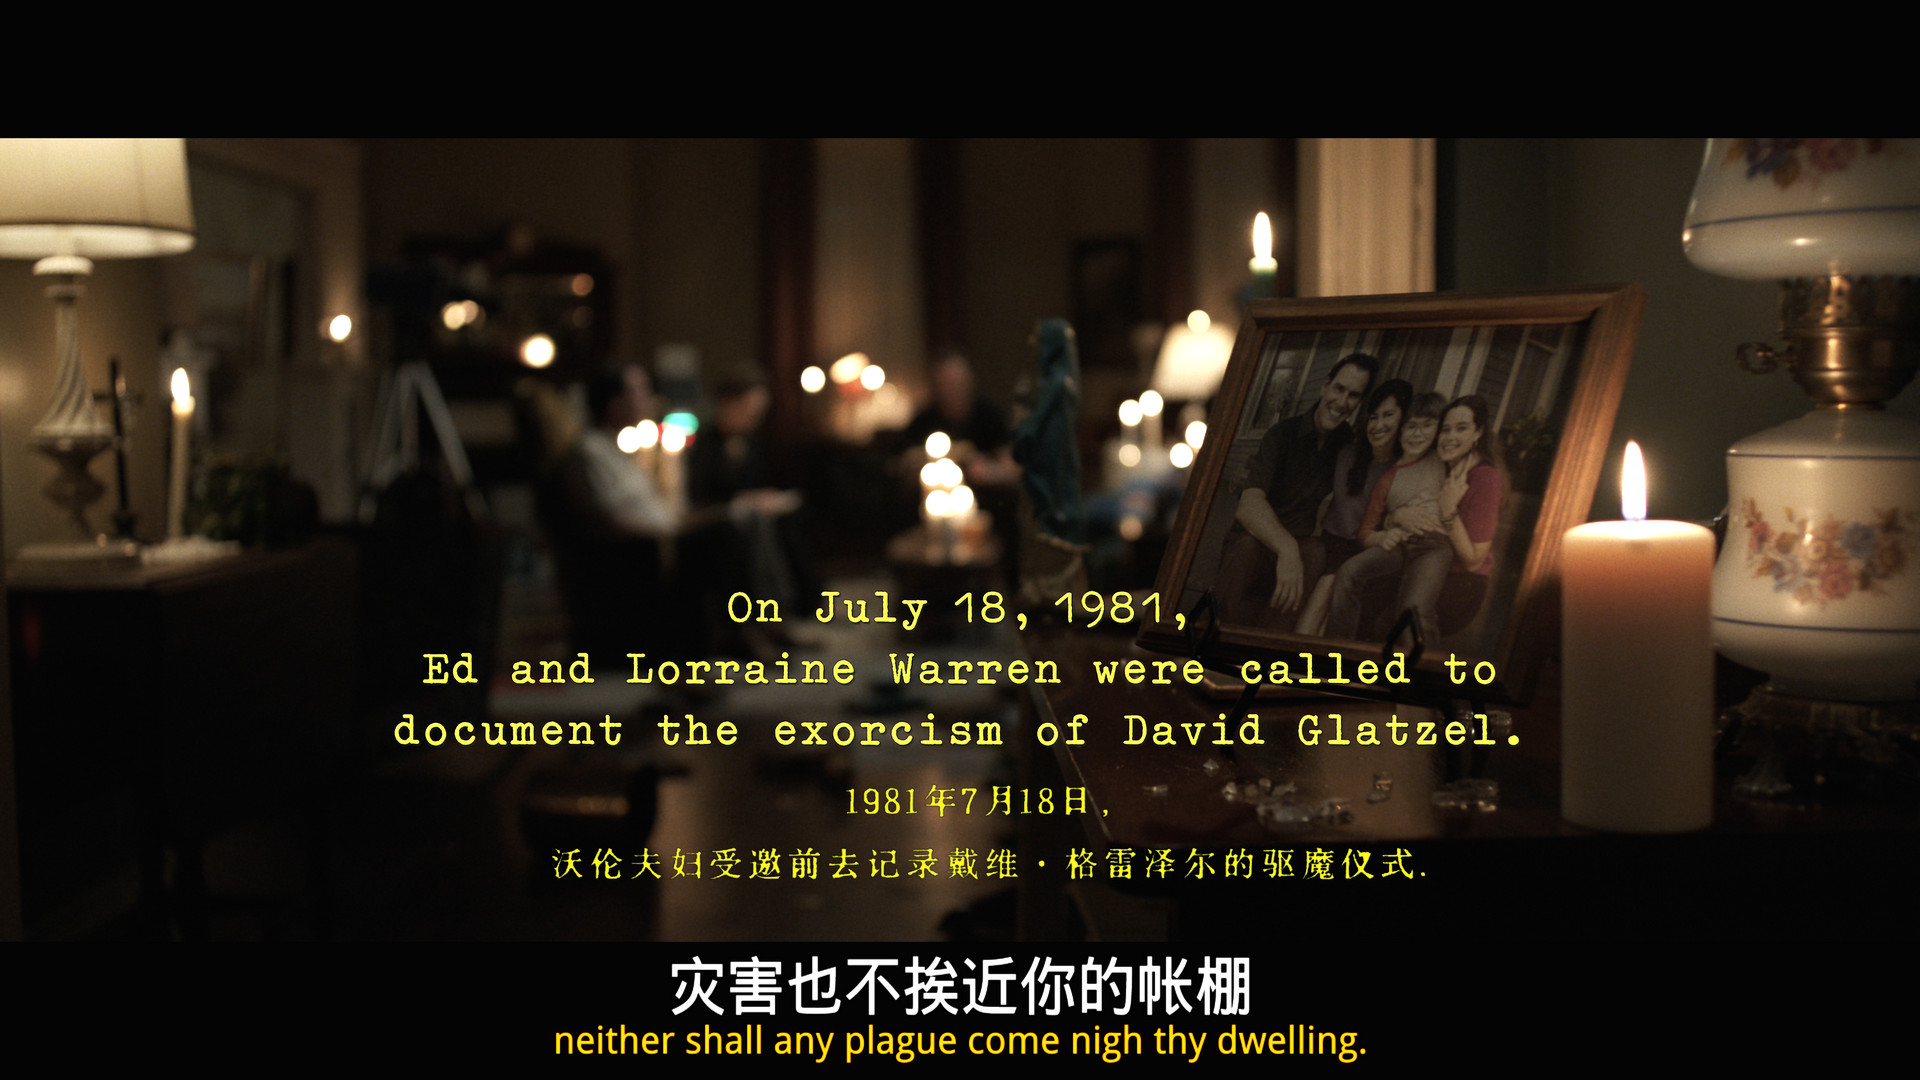 On July 18, 1981,
Ed and Lorraine Warren were called to
document the exorcism of David Glatzel.
1981年7月18日,
沃伦夫妇受邀前去记录戴维·格雷泽尔的驱魔仪式.
灾害也不挨近你的帐棚
neither shall any plague come nigh thy dwelling.